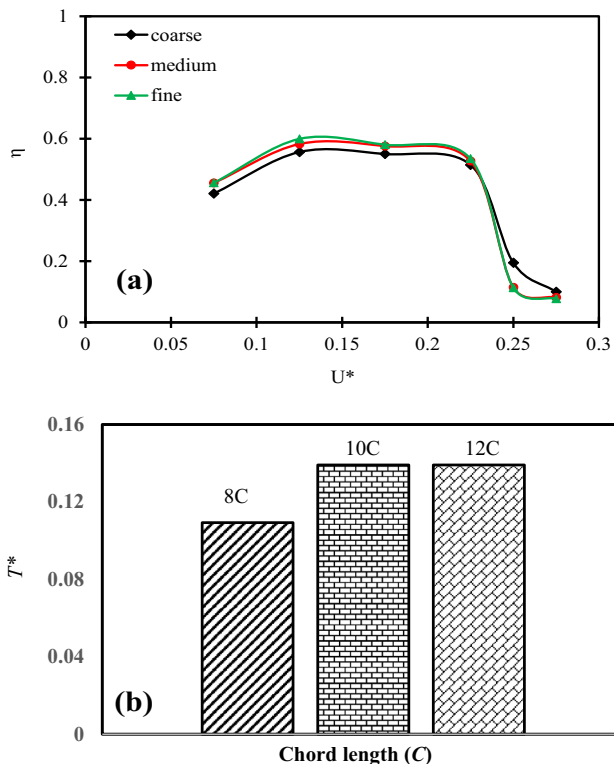 1
coarse
medium
0.8
fine
0.6
η
0.4
0.2
(a)
0
0 0.05 0.1 0.15 0.2 0.25 0.3
U*
0.16
10C 12C
8C
0.12
T*
0.08
0.04
(b)
0
Chord length (C)